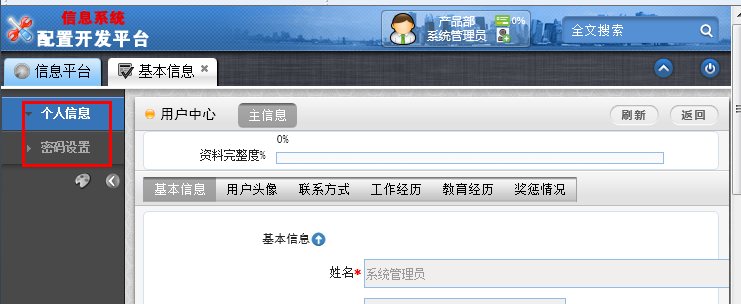 信息系统
配置开发平台
产品部 0%
系统管理员
全文搜索
信息平台
基本信息
个人信息
密码设置
用户中心
主信息
刷新
返回
0%
资料完整度%
基本信息 用户头像 联系方式 工作经历 教育经历 奖惩情况
基本信息
姓名*
系统管理员